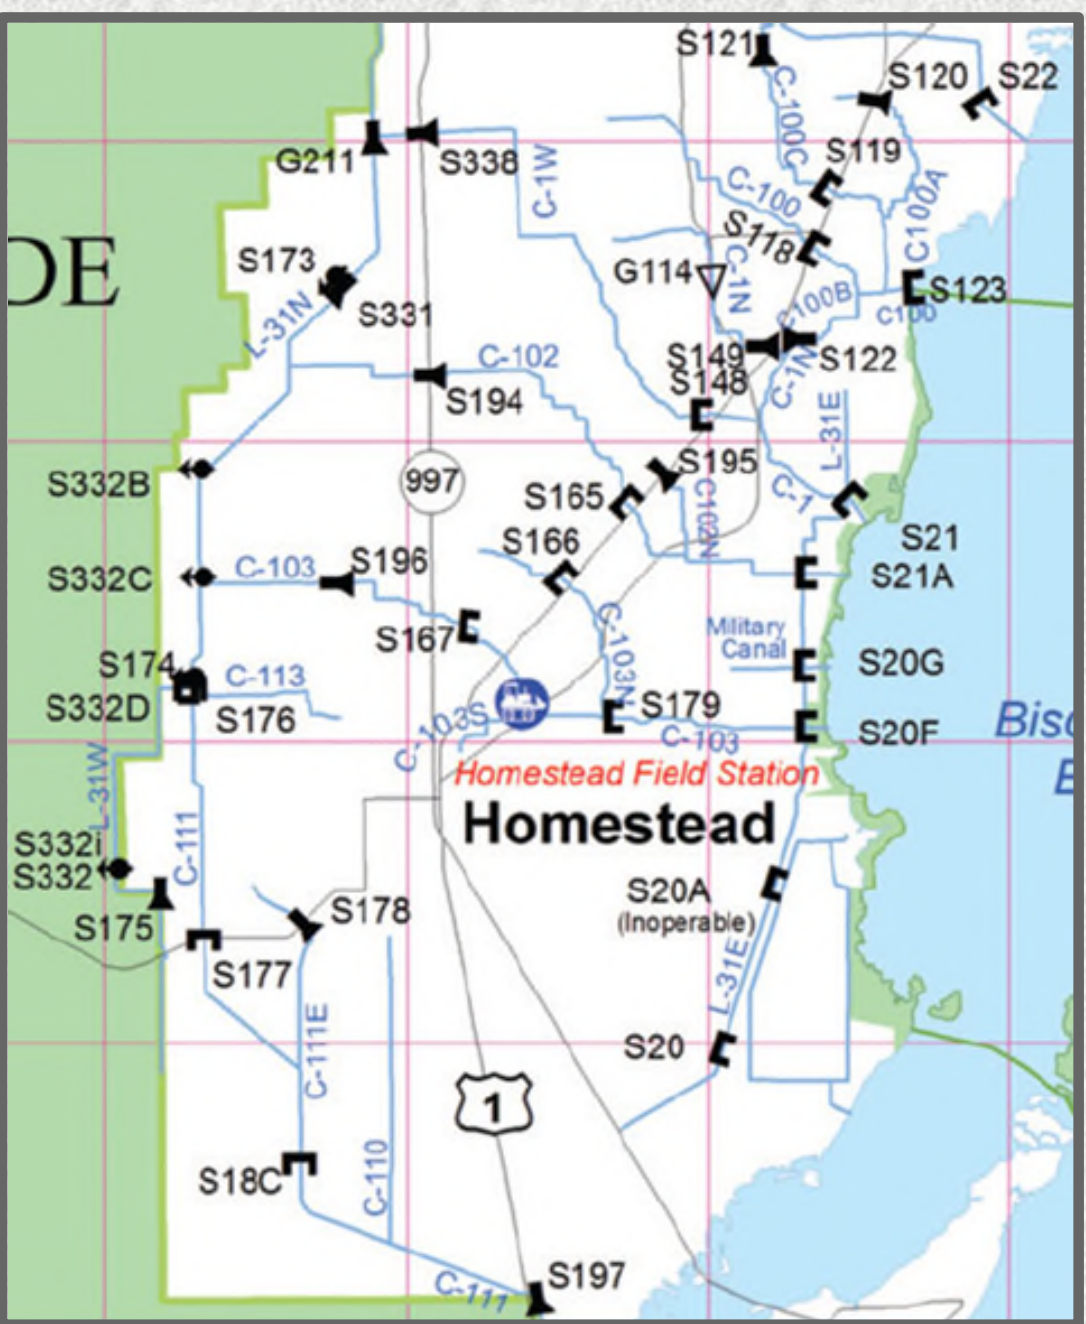 S121
S120
S22
C-100C
S119
G211
S338
C-1W
C-100
C100A
S118
DE
S173
G114
C-1N
S123
S331
C100B
C100
L-31N
S149
S122
C-102
S148
C-1N
S194
L-31E
S195
S332B
997
S165
C102N
C-1
S166
S21
S196
S332C
C-103
S21A
S167
C-103N
Military
Canal
S174
S20G
C-113
S332D
S176
S179
C-103S
C-103
S20F
Bisc
L-31W
Homestead Field Station
Homestead
C-111
S332i
S332
S20A
(Inoperable)
S175
S178
S177
L-31E
C-111E
S20
1
C-110
S18C
S197
C-111